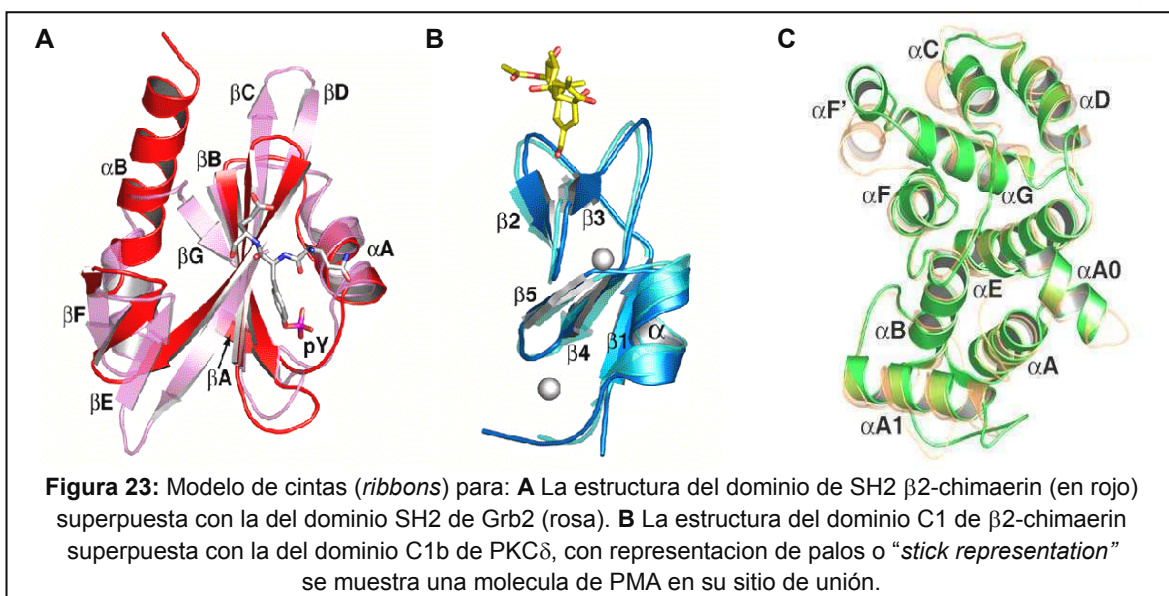 A
B
C
αB
βC
βD
βB
βG
αA
βF
βA
pY
βE
β2
β3
β5
β4
β1
α
αC
αD
αF'
αF
αG
αA0
αE
αB
αA
αA1
Figura 23: Modelo de cintas (ribbons) para: A La estructura del dominio de SH2 β2-chimaerin (en rojo)
superpuesta con la del dominio SH2 de Grb2 (rosa). B La estructura del dominio C1 de β2-chimaerin
superpuesta con la del dominio C1b de PKCδ, con representacion de palos o “stick representation”
se muestra una molecula de PMA en su sitio de unión.